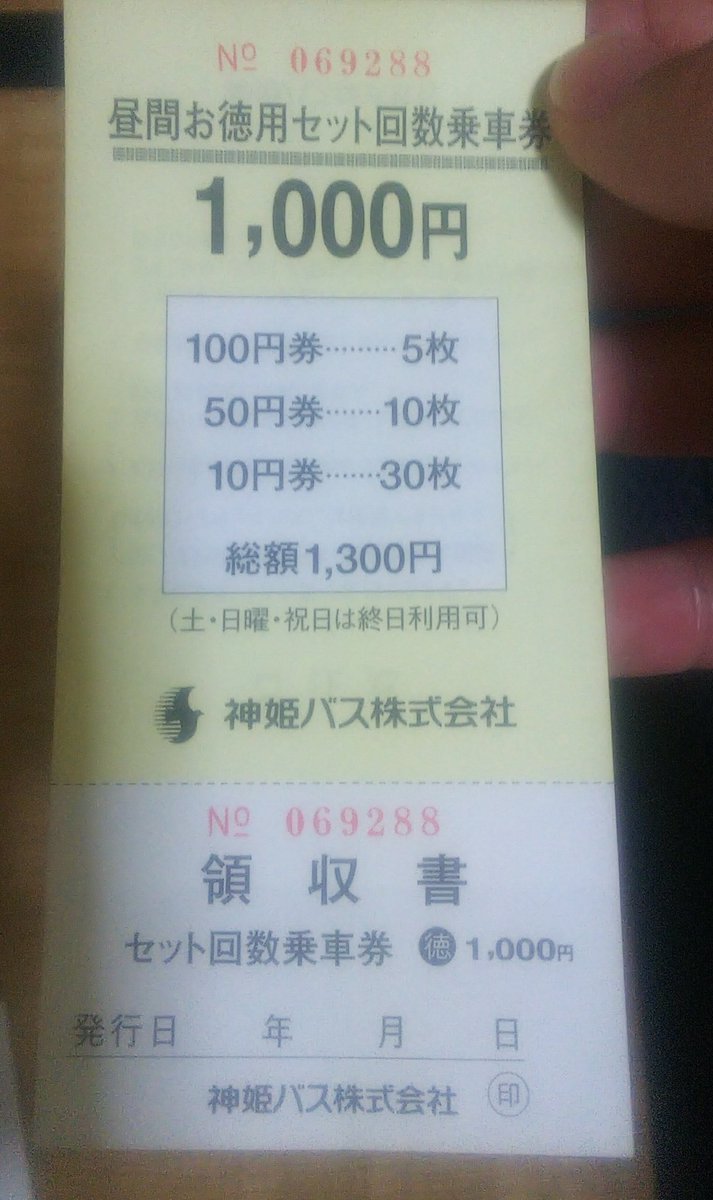 Nº 069288
昼間お徳用セット回数乗車券
1,000円
100円券………5枚
50円券……10枚
10円券……30枚
総額1,300円
（土・日曜・祝日は終日利用可）
神姫バス株式会社
Nº 069288
領収書
セット回数乗車券 徳 1,000円
発行日 年 月 日
神姫バス株式会社 印